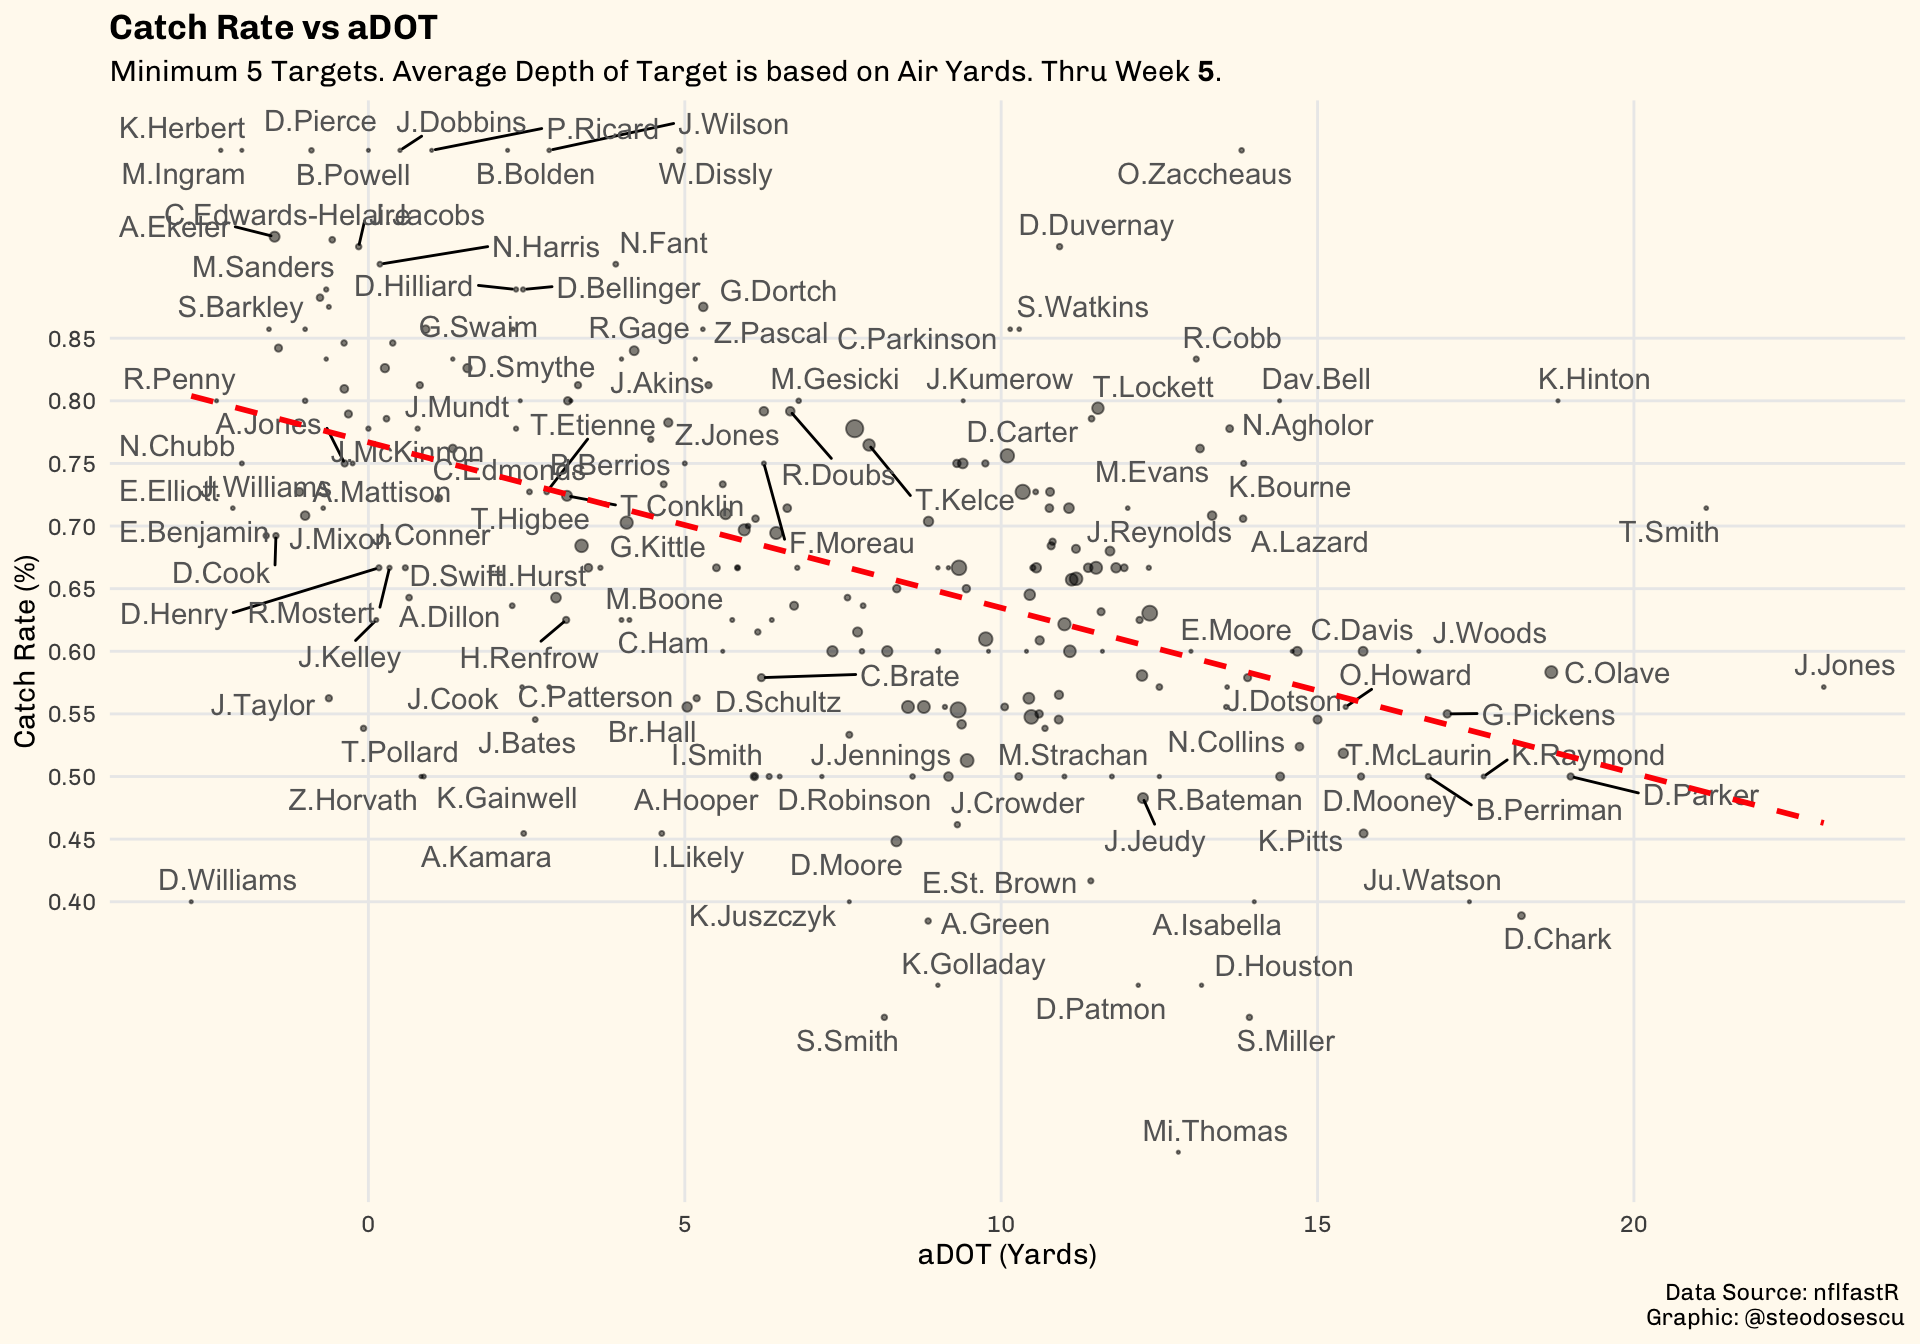 Catch Rate vs aDOT
Minimum 5 Targets. Average Depth of Target is based on Air Yards. Thru Week 5.
K.Herbert
D.Pierce
J.Dobbins
P.Ricard
J.Wilson
M.Ingram
B.Powell
B.Bolden
W.Dissly
O.Zaccheaus
C.Edwards-Helaire
J.Jacobs
A.Ekeler
D.Duvernay
N.Harris
N.Fant
M.Sanders
D.Hilliard
D.Bellinger
G.Dortch
S.Barkley
S.Watkins
G.Swaim
R.Gage
Z.Pascal
C.Parkinson
R.Cobb
0.85
D.Smythe
R.Penny
J.Akins
M.Gesicki
J.Kumerow
T.Lockett
Dav.Bell
K.Hinton
0.80
J.Mundt
A.Jones
T.Etienne
Z.Jones
D.Carter
N.Agholor
N.Chubb
J.McKinnon
0.75
C.Edmonds
B.Berrios
R.Doubs
M.Evans
K.Bourne
E.Elliott
J.Williams
A.Mattison
T.Kelce
T.Conklin
T.Higbee
0.70
E.Benjamin
J.Mixon
J.Conner
G.Kittle
F.Moreau
J.Reynolds
A.Lazard
T.Smith
D.Cook
D.Swift
H.Hurst
0.65
M.Boone
D.Henry
R.Mostert
A.Dillon
C.Ham
E.Moore
C.Davis
J.Woods
0.60
J.Kelley
H.Renfrow
C.Brate
O.Howard
C.Olave
J.Jones
J.Taylor
J.Cook
C.Patterson
D.Schultz
J.Dotson
G.Pickens
0.55
Br.Hall
T.Pollard
J.Bates
I.Smith
J.Jennings
M.Strachan
N.Collins
T.McLaurin
K.Raymond
0.50
Z.Horvath
K.Gainwell
A.Hooper
D.Robinson
J.Crowder
R.Bateman
D.Mooney
B.Perriman
D.Parker
0.45
J.Jeudy
K.Pitts
A.Kamara
I.Likely
D.Moore
D.Williams
E.St. Brown
Ju.Watson
0.40
K.Juszczyk
A.Green
A.Isabella
D.Chark
K.Golladay
D.Houston
D.Patmon
S.Smith
S.Miller
Mi.Thomas
Catch Rate (%)
0
5
10
15
20
aDOT (Yards)
Data Source: nflfastR
Graphic: @steodosescu